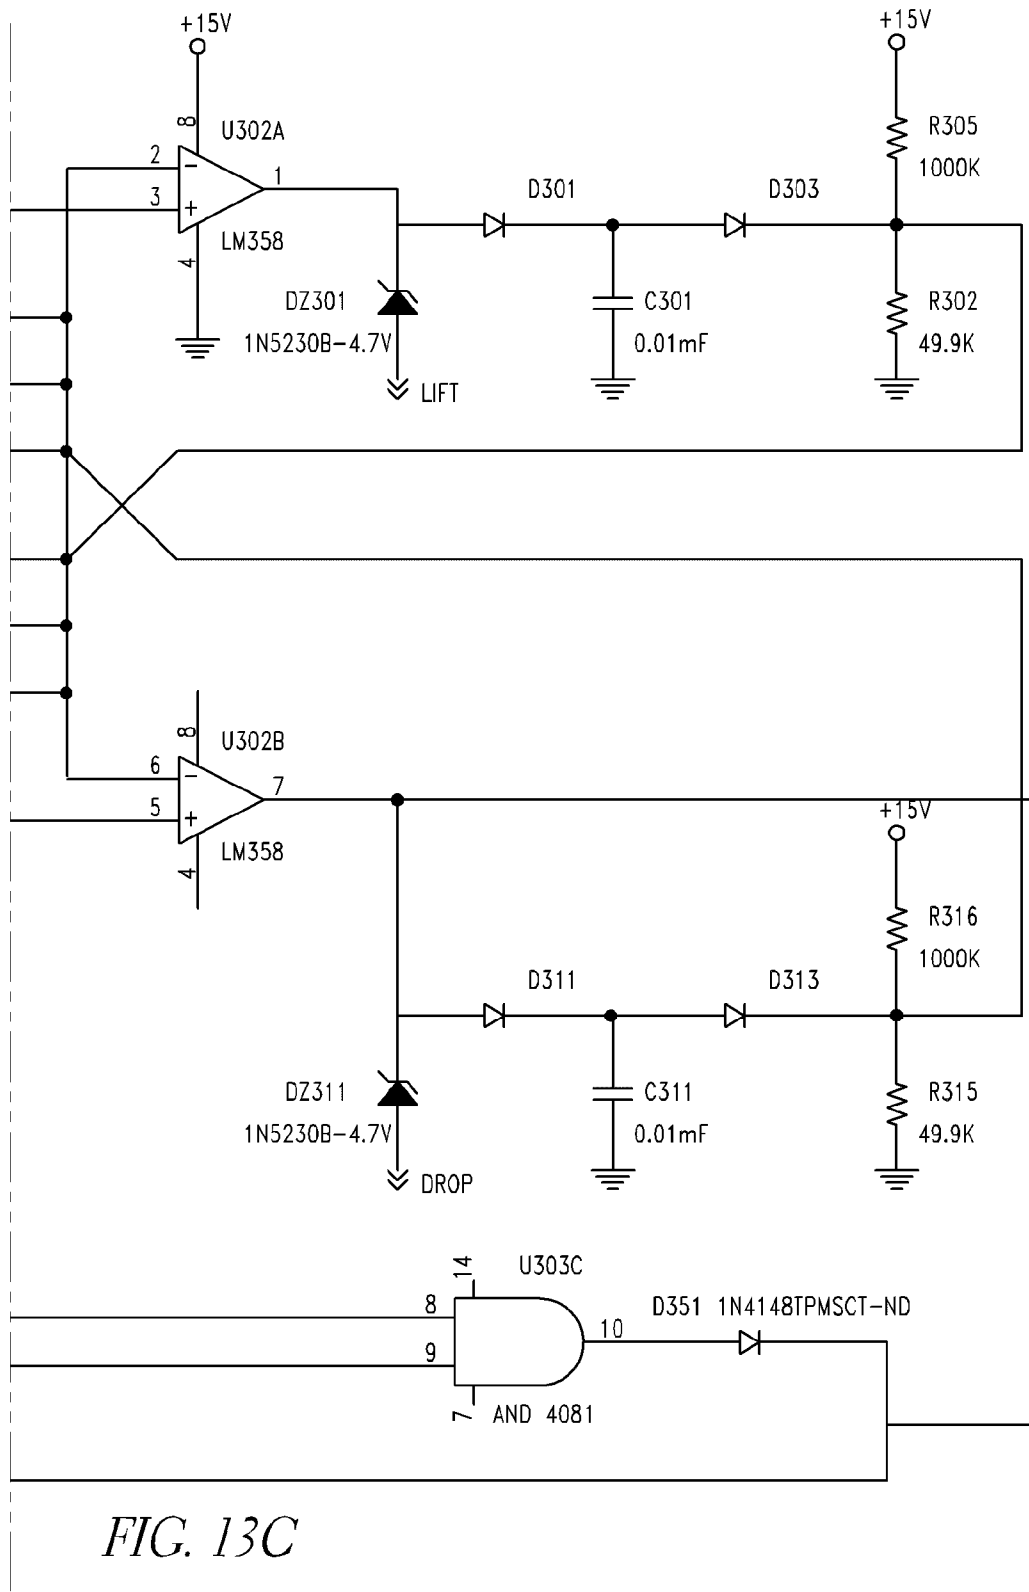 +15V
+15V
8
U302A
R305
2
1000K
1
D301
D303
3
LM358
4
DZ301
C301
R302
1N5230B-4.7V
0.01mF
49.9K
LIFT
8
U302B
6
7
5
+15V
LM358
4
R316
1000K
D311
D313
DZ311
C311
R315
1N5230B-4.7V
0.01mF
49.9K
DROP
14
U303C
8
D351 1N4148TPMSCT-ND
10
9
7
AND 4081
FIG. 13C